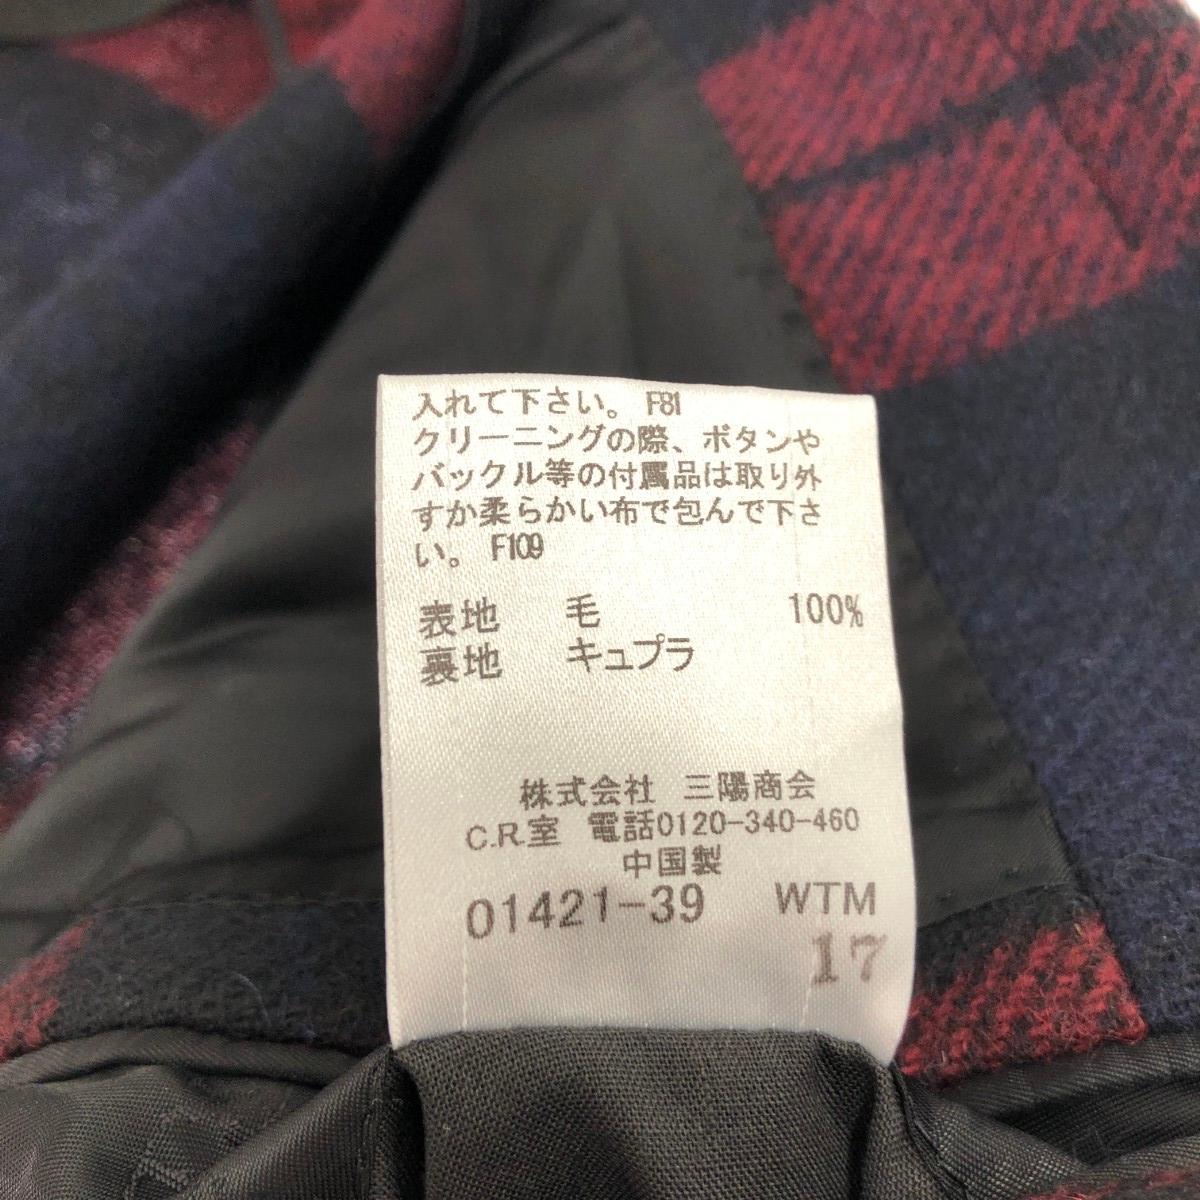 入れて下さい。 F81
クリーニングの際、ボタンや
バックル等の付属品は取り外
すか柔らかい布で包んで下さ
い。 F109
表地 毛 100%
裏地 キュプラ
株式会社 三陽商会
C.R.室 電話0120-340-460
中国製
01421-39 WTM
17